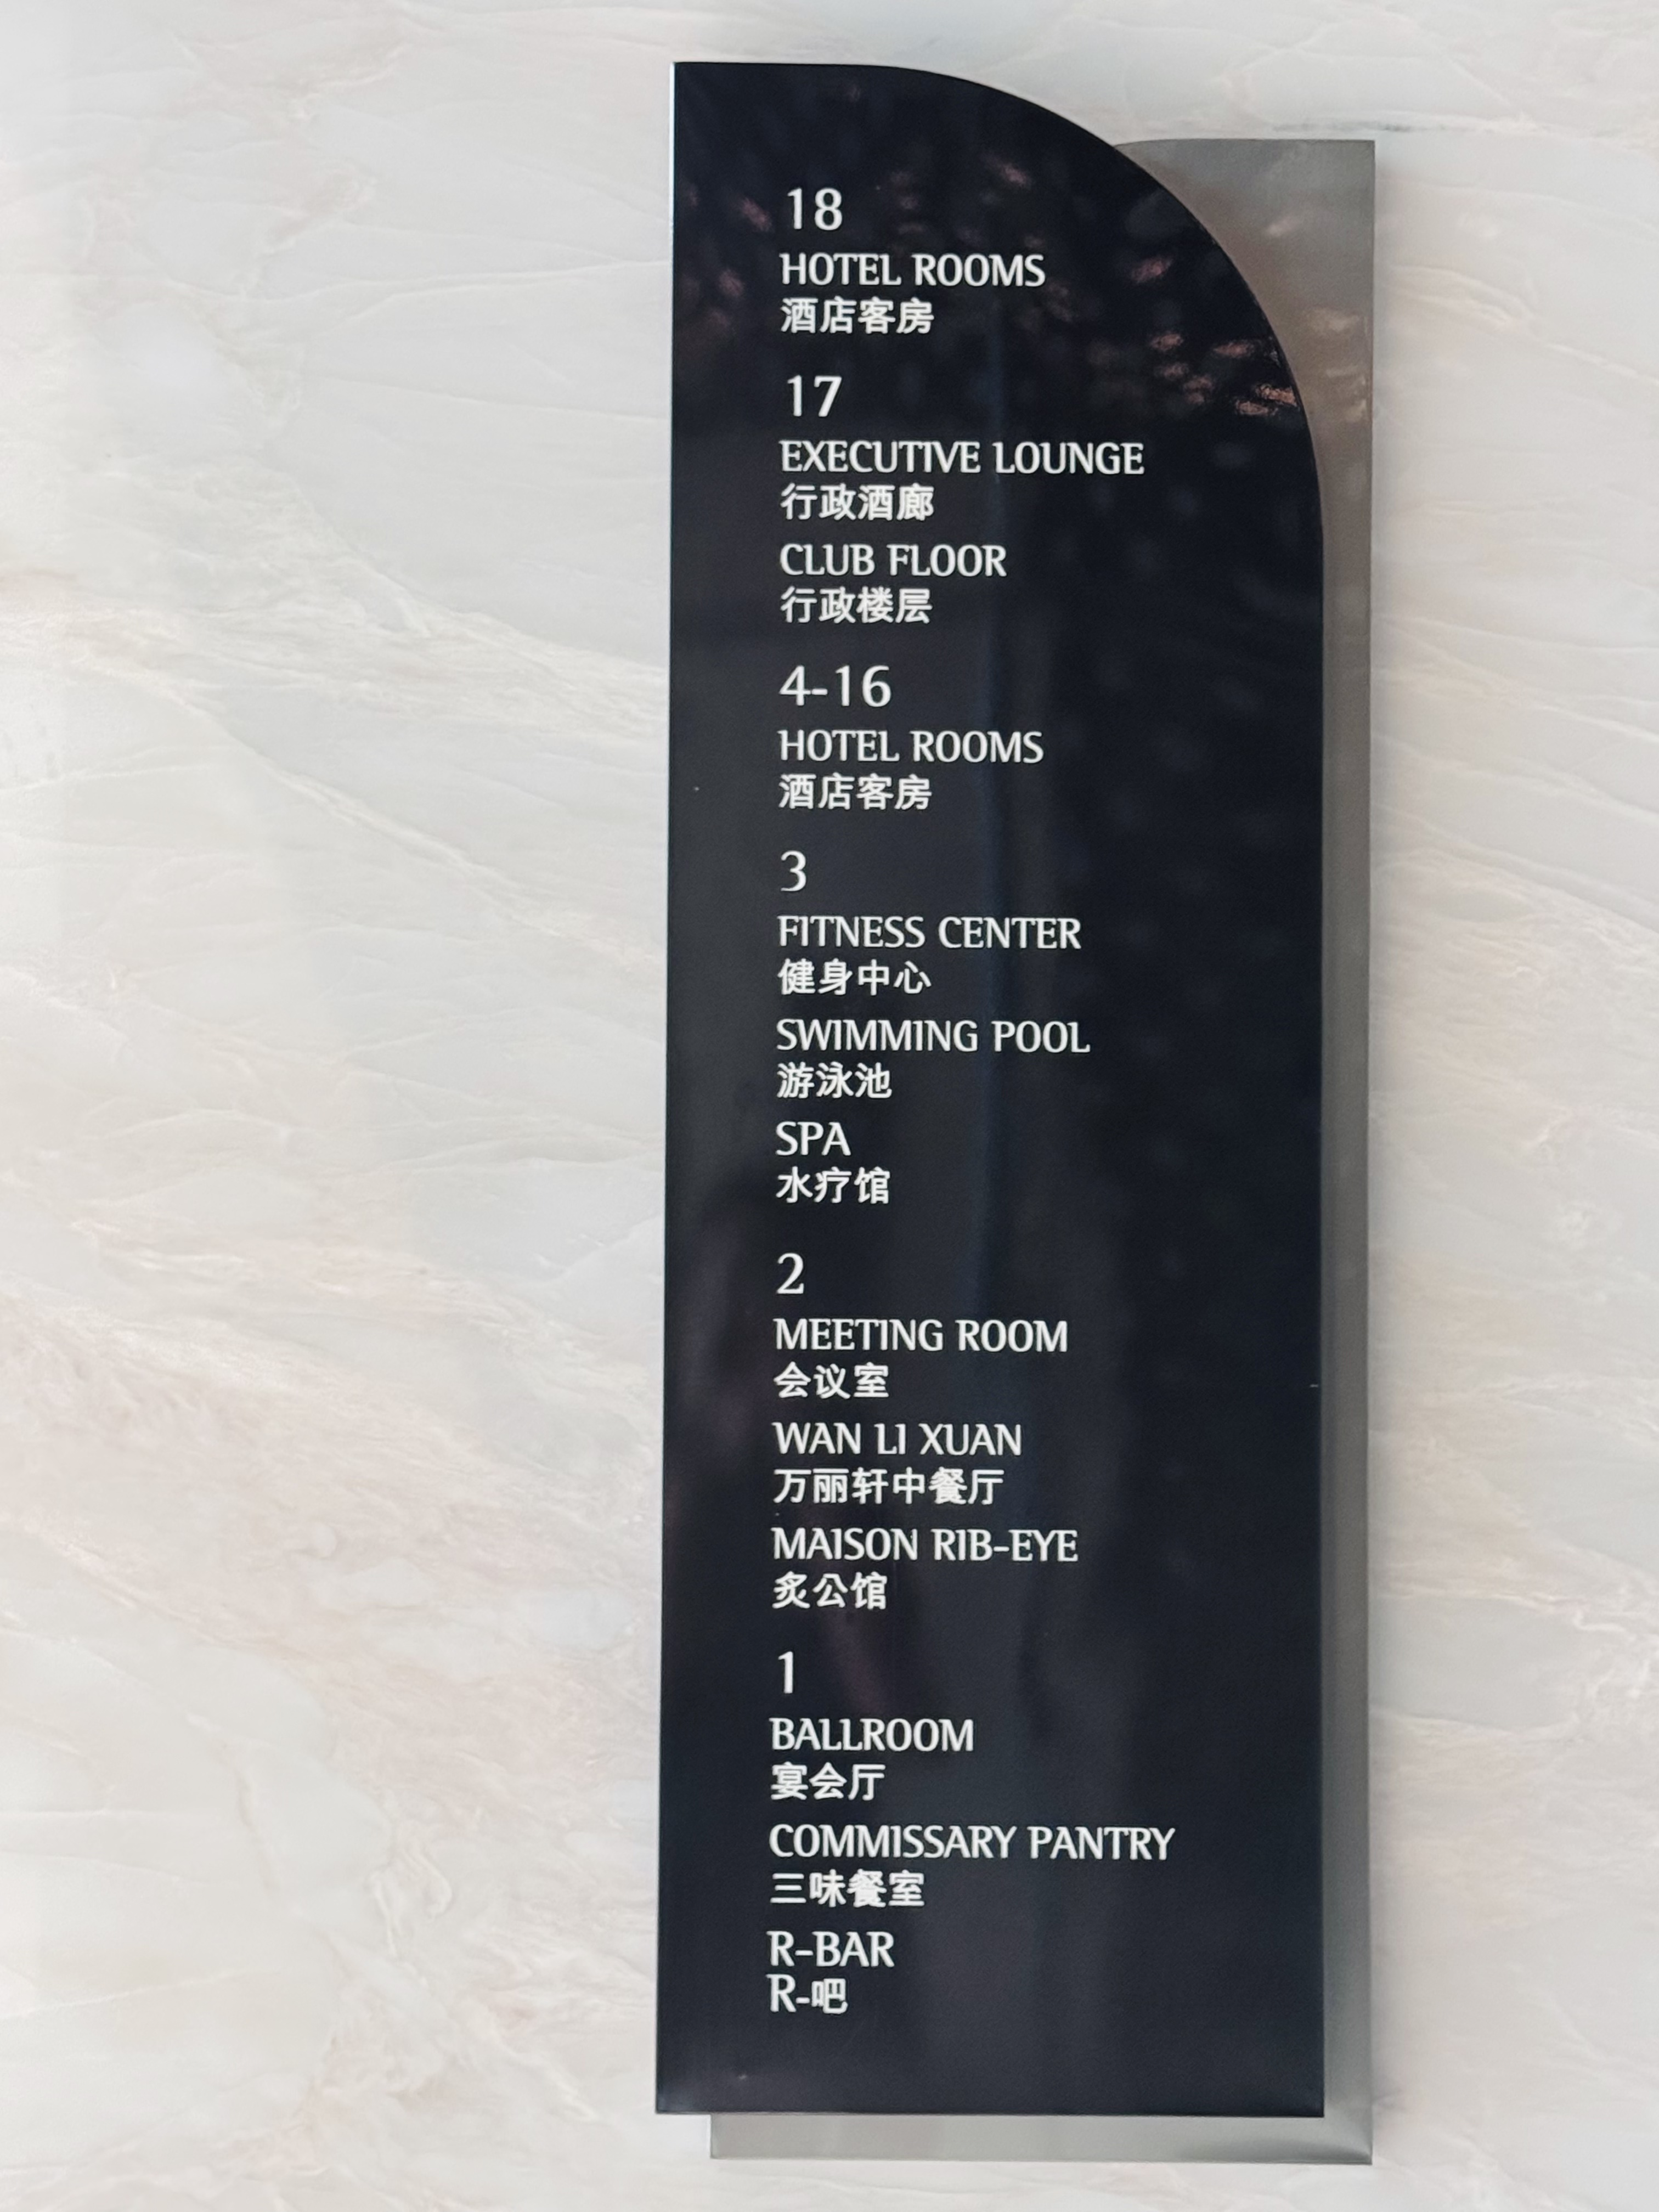 18
HOTEL ROOMS
酒店客房
17
EXECUTIVE LOUNGE
行政酒廊
CLUB FLOOR
行政楼层
4-16
HOTEL ROOMS
酒店客房
3
FITNESS CENTER
健身中心
SWIMMING POOL
游泳池
SPA
水疗馆
2
MEETING ROOM
会议室
WAN LI XUAN
万丽轩中餐厅
MAISON RIB-EYE
炙公馆
1
BALLROOM
宴会厅
COMMISSARY PANTRY
三味餐室
R-BAR
R-吧